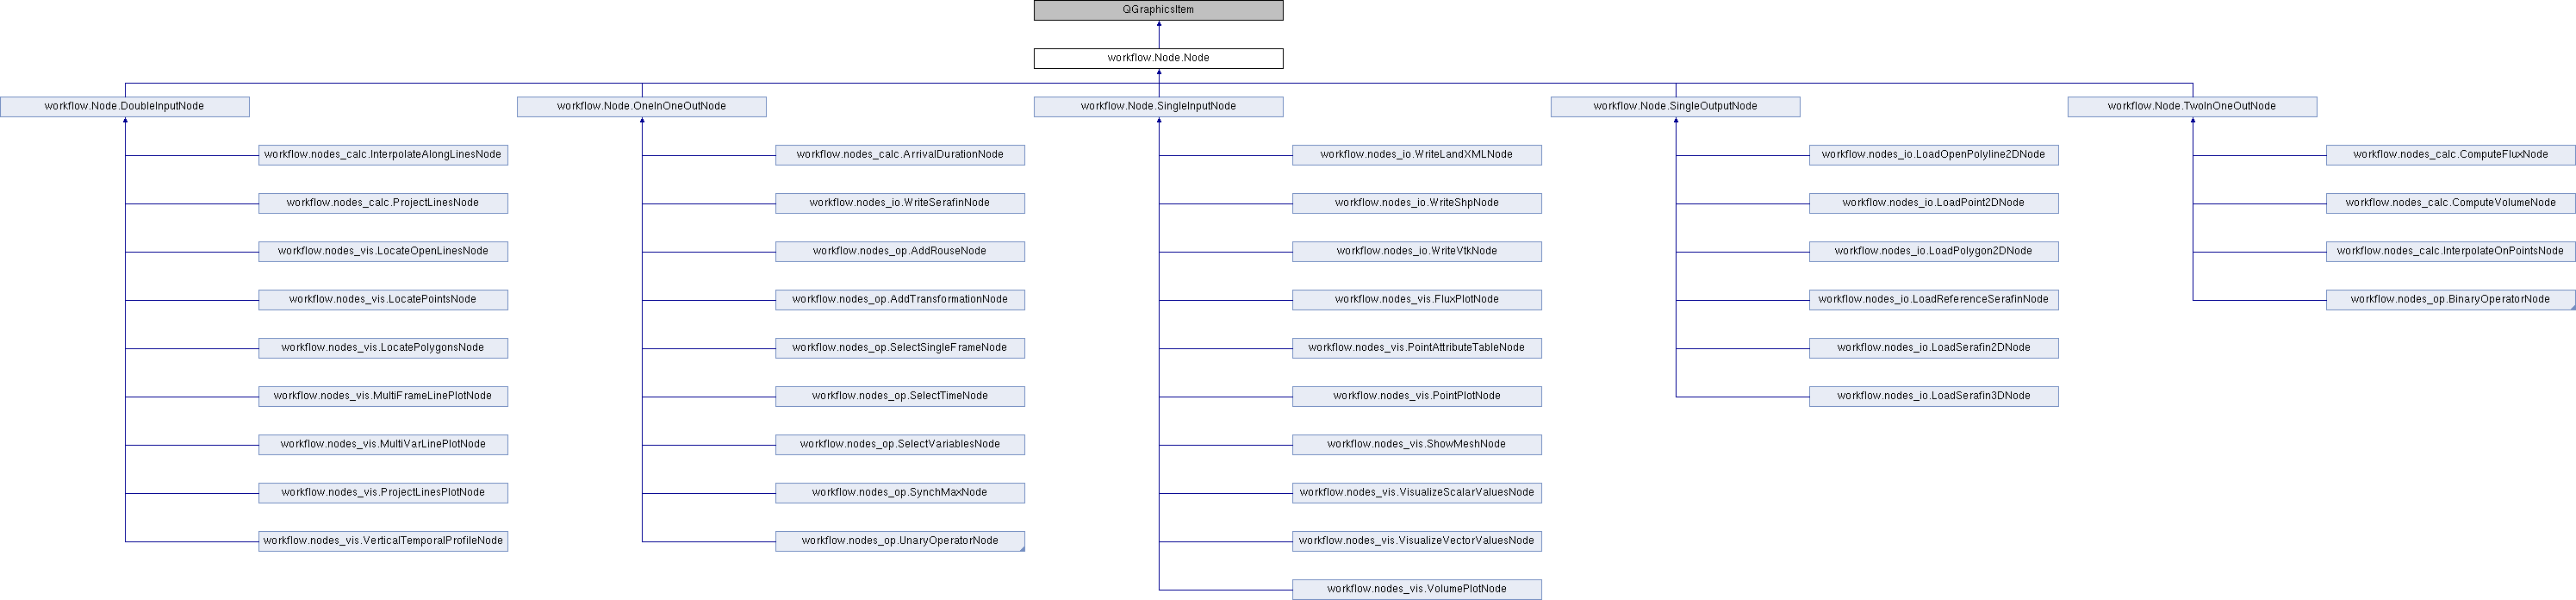 QGraphicsItem
workflow.Node.Node
workflow.Node.DoubleInputNode
workflow.Node.OneInOneOutNode
workflow.Node.SingleInputNode
workflow.Node.SingleOutputNode
workflow.Node.TwoInOneOutNode
workflow.nodes_calc.InterpolateAlongLinesNode
workflow.nodes_calc.ArrivalDurationNode
workflow.nodes_io.WriteLandXMLNode
workflow.nodes_io.LoadOpenPolyline2DNode
workflow.nodes_calc.ComputeFluxNode
workflow.nodes_calc.ProjectLinesNode
workflow.nodes_io.WriteSerafinNode
workflow.nodes_io.WriteShpNode
workflow.nodes_io.LoadPoint2DNode
workflow.nodes_calc.ComputeVolumeNode
workflow.nodes_vis.LocateOpenLinesNode
workflow.nodes_op.AddRouseNode
workflow.nodes_io.WriteVtkNode
workflow.nodes_io.LoadPolygon2DNode
workflow.nodes_calc.InterpolateOnPointsNode
workflow.nodes_vis.LocatePointsNode
workflow.nodes_op.AddTransformationNode
workflow.nodes_vis.FluxPlotNode
workflow.nodes_io.LoadReferenceSerafinNode
workflow.nodes_op.BinaryOperatorNode
workflow.nodes_vis.LocatePolygonsNode
workflow.nodes_op.SelectSingleFrameNode
workflow.nodes_vis.PointAttributeTableNode
workflow.nodes_io.LoadSerafin2DNode
workflow.nodes_vis.MultiFrameLinePlotNode
workflow.nodes_op.SelectTimeNode
workflow.nodes_vis.PointPlotNode
workflow.nodes_io.LoadSerafin3DNode
workflow.nodes_vis.MultiVarLinePlotNode
workflow.nodes_op.SelectVariablesNode
workflow.nodes_vis.ShowMeshNode
workflow.nodes_vis.ProjectLinesPlotNode
workflow.nodes_op.SynchMaxNode
workflow.nodes_vis.VisualizeScalarValuesNode
workflow.nodes_vis.VerticalTemporalProfileNode
workflow.nodes_op.UnaryOperatorNode
workflow.nodes_vis.VisualizeVectorValuesNode
workflow.nodes_vis.VolumePlotNode